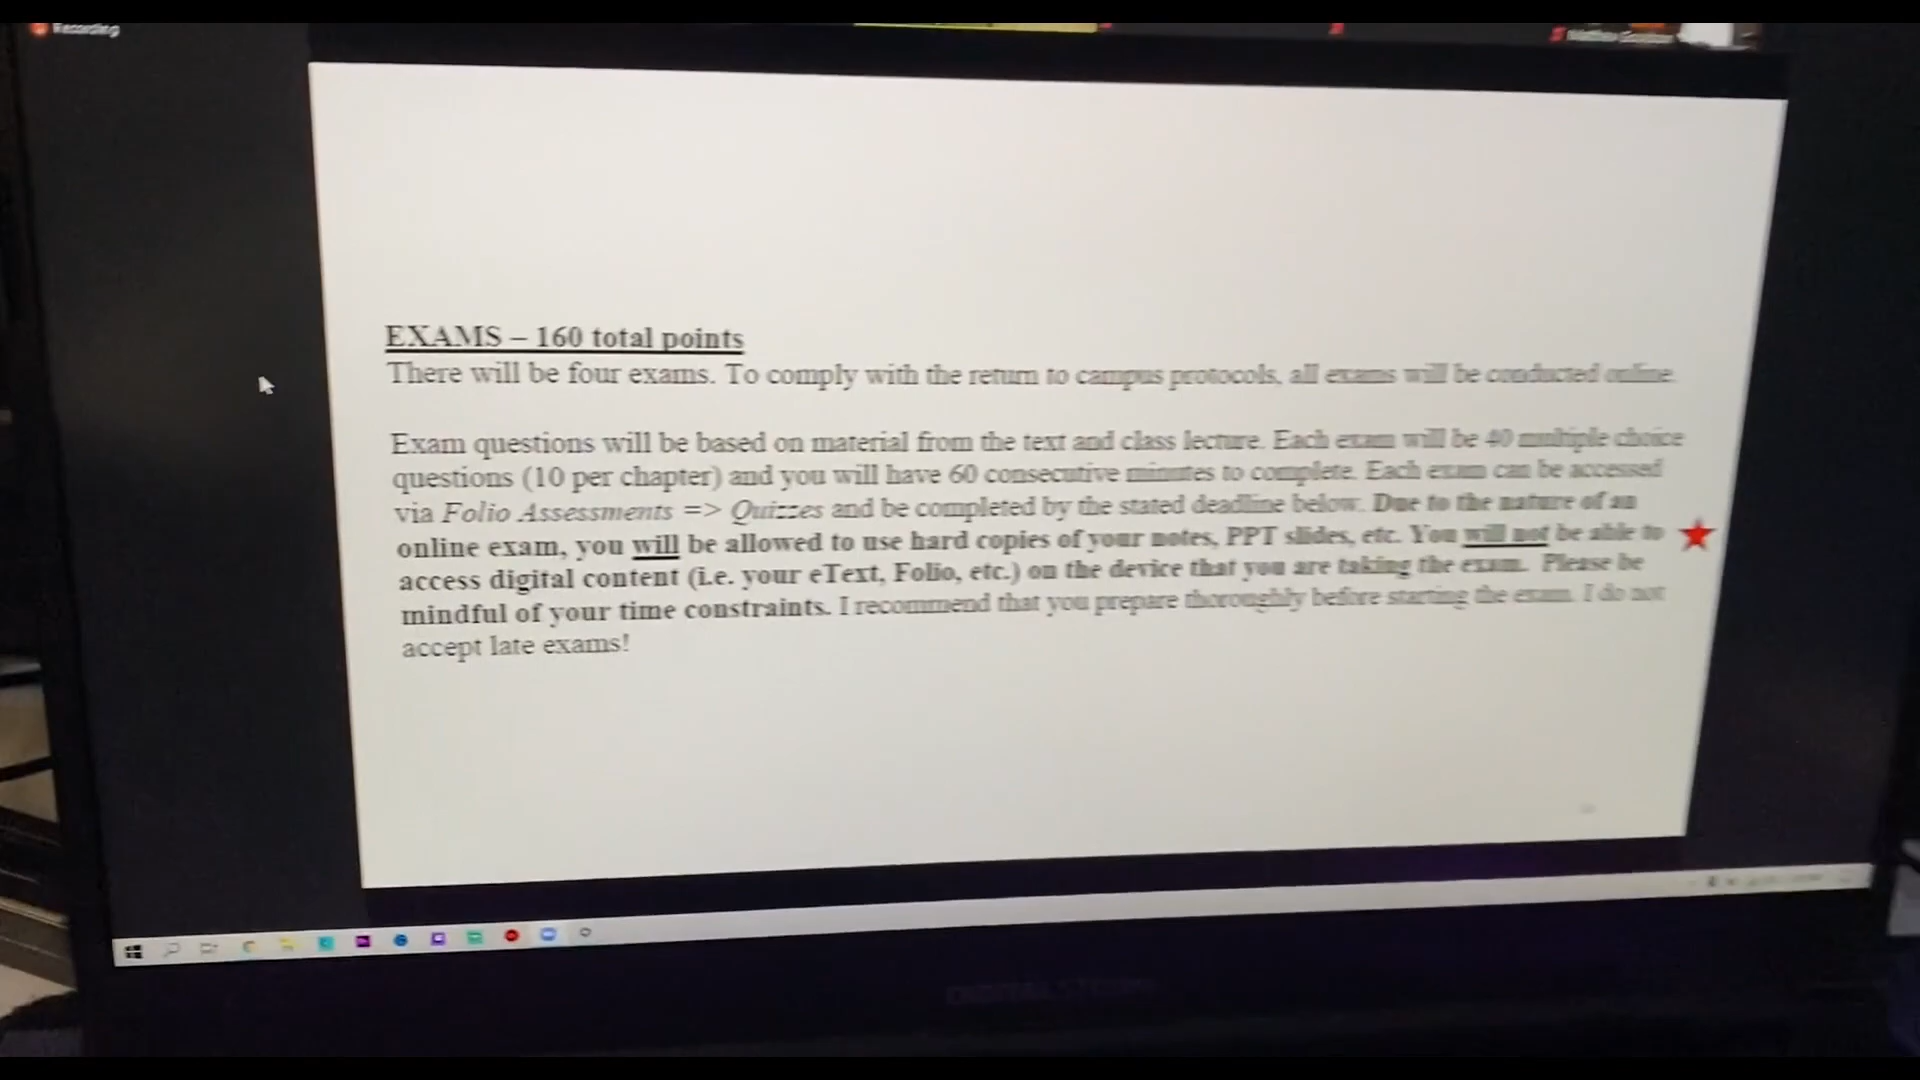 Recording
EXAMS – 160 total points
There will be four exams. To comply with the return to campus protocols, all exams will be conducted online.
Exam questions will be based on material from the text and class lecture. Each exam will be 40 multiple choice
questions (10 per chapter) and you will have 60 consecutive minutes to complete. Each exam can be accessed
via Folio Assessments => Quizzes and be completed by the stated deadline below. Due to the nature of an
online exam, you will be allowed to use hard copies of your notes, PPT slides, etc. You will not be able to
access digital content (i.e. your eText, Folio, etc.) on the device that you are taking the exam. Please be
mindful of your time constraints. I recommend that you prepare thoroughly before starting the exam. I do not
accept late exams!